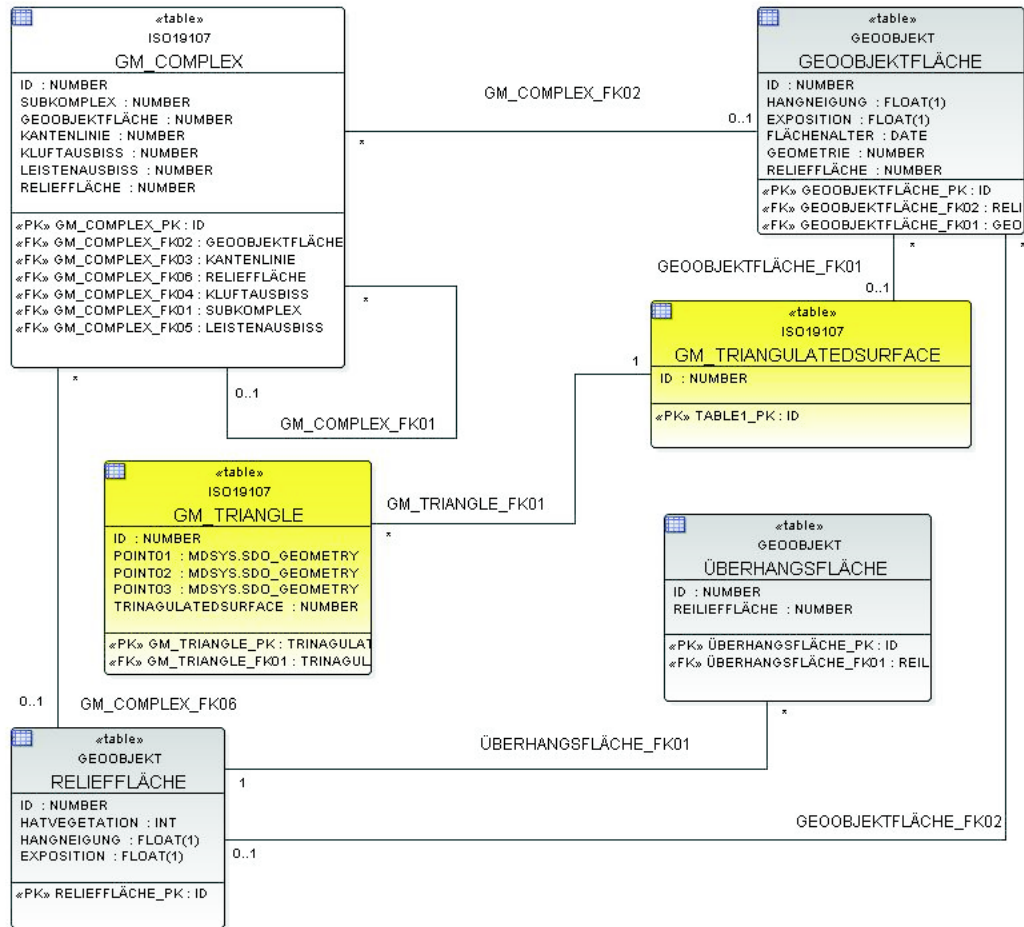 «table»
ISO19107
GM_COMPLEX
ID : NUMBER
SUBKOMPLEX : NUMBER
GEOOBJEKTFLÄCHE : NUMBER
KANTENLINIE : NUMBER
KLUFTAUSBISS : NUMBER
LEISTENAUSBISS : NUMBER
RELIEFFLÄCHE : NUMBER
«PK» GM_COMPLEX_PK : ID
«FK» GM_COMPLEX_FK02 : GEOOBJEKTFLÄCHE
«FK» GM_COMPLEX_FK03 : KANTENLINIE
«FK» GM_COMPLEX_FK06 : RELIEFFLÄCHE
«FK» GM_COMPLEX_FK04 : KLUFTAUSBISS
«FK» GM_COMPLEX_FK01 : SUBKOMPLEX
«FK» GM_COMPLEX_FK05 : LEISTENAUSBISS
GM_COMPLEX_FK02
*
0..1
«table»
GEOOBJEKT
GEOOBJEKTFLÄCHE
ID : NUMBER
HANGNEIGUNG : FLOAT(1)
EXPOSITION : FLOAT(1)
FLÄCHENALTER : DATE
GEOMETRIE : NUMBER
RELIEFFLÄCHE : NUMBER
«PK» GEOOBJEKTFLÄCHE_PK : ID
«FK» GEOOBJEKTFLÄCHE_FK02 : RELI
«FK» GEOOBJEKTFLÄCHE_FK01 : GEO
*
*
GEOOBJEKTFLÄCHE_FK01
0..1
*
0..1
GM_COMPLEX_FK01
*
«table»
ISO19107
GM_TRIANGULATEDSURFACE
ID : NUMBER
«PK» TABLE1_PK : ID
1
GM_TRIANGLE_FK01
*
«table»
ISO19107
GM_TRIANGLE
ID : NUMBER
POINT01 : MDSYS.SDO_GEOMETRY
POINT02 : MDSYS.SDO_GEOMETRY
POINT03 : MDSYS.SDO_GEOMETRY
TRINAGULATEDSURFACE : NUMBER
«PK» GM_TRIANGLE_PK : TRINAGULAT
«FK» GM_TRIANGLE_FK01 : TRINAGUL
«table»
GEOOBJEKT
ÜBERHANGSFLÄCHE
ID : NUMBER
REILIEFFLÄCHE : NUMBER
«PK» ÜBERHANGSFLÄCHE_PK : ID
«FK» ÜBERHANGSFLÄCHE_FK01 : REIL
*
0..1
GM_COMPLEX_FK06
ÜBERHANGSFLÄCHE_FK01
1
«table»
GEOOBJEKT
RELIEFFLÄCHE
ID : NUMBER
HATVEGETATION : INT
HANGNEIGUNG : FLOAT(1)
EXPOSITION : FLOAT(1)
«PK» RELIEFFLÄCHE_PK : ID
GEOOBJEKTFLÄCHE_FK02
0..1